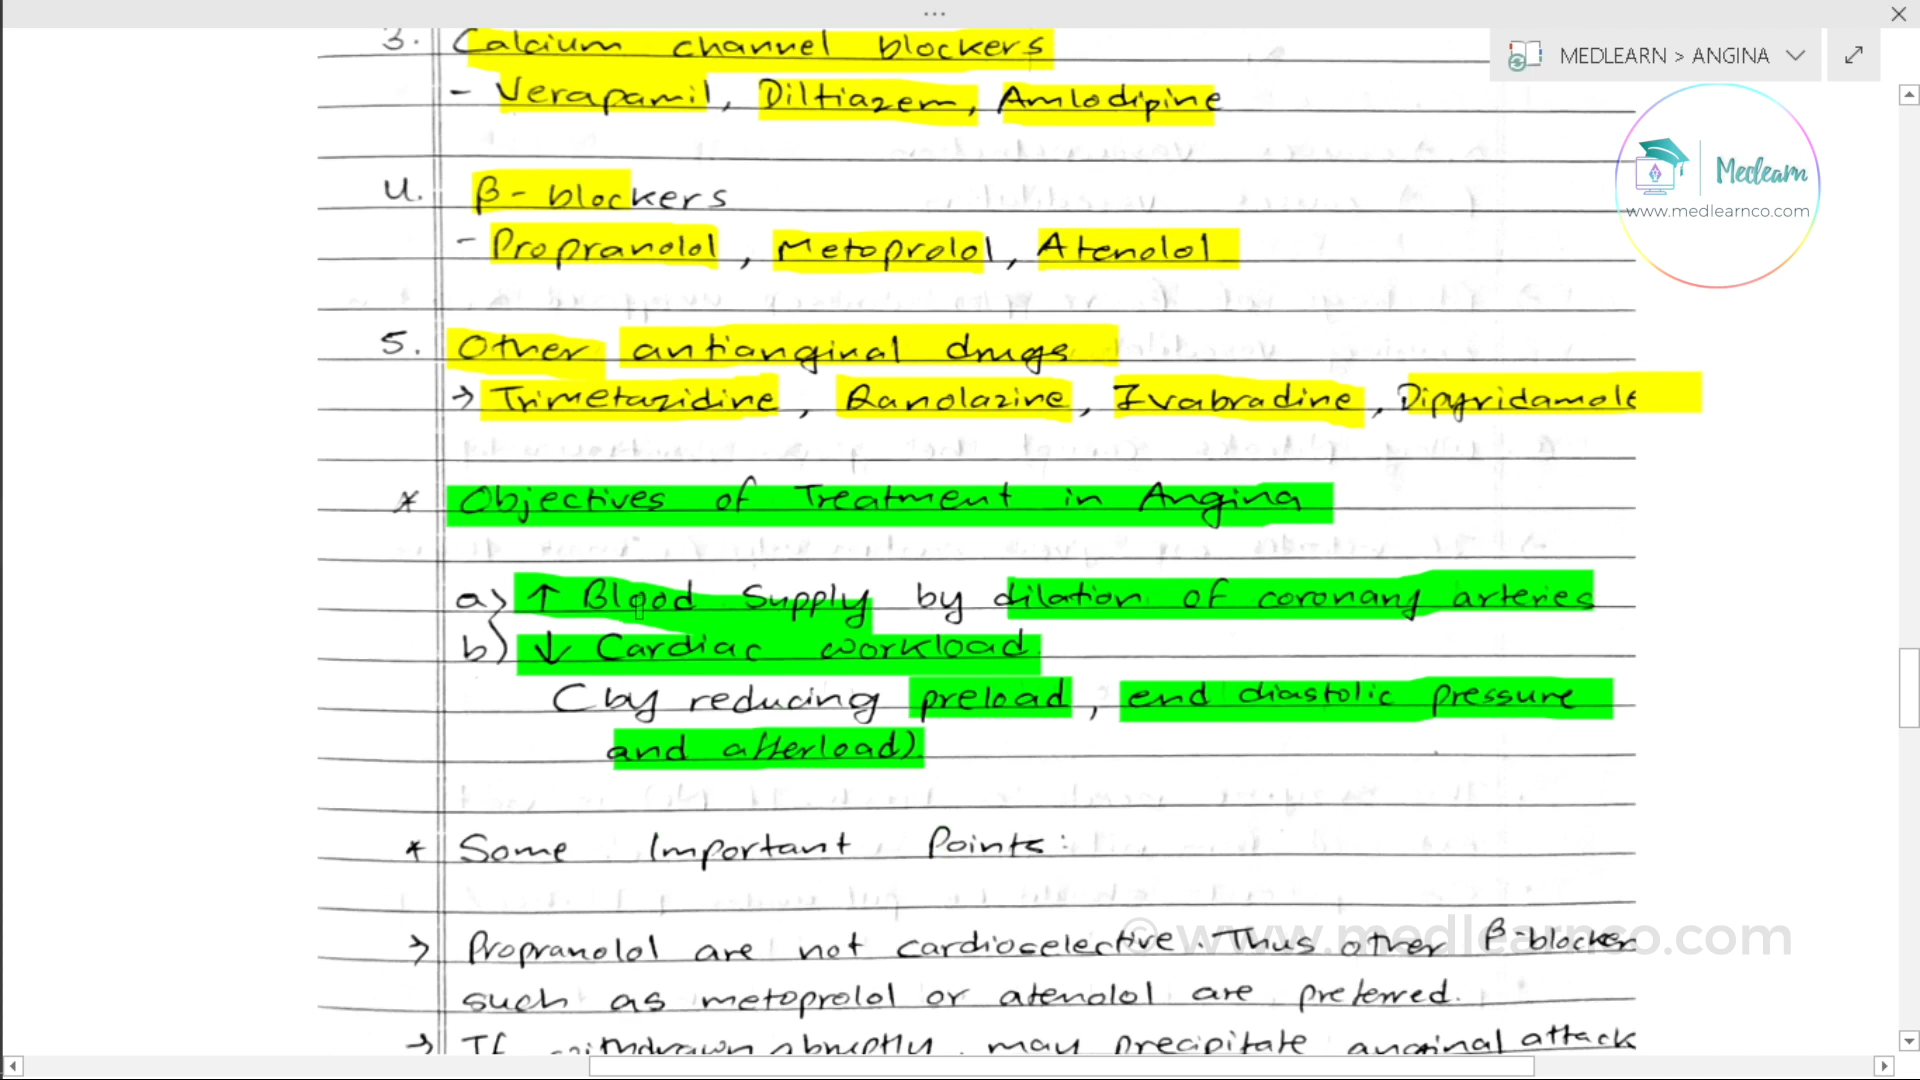 ...
MEDLEARN > ANGINA
3. Calcium channel blockers
- Verapamil, Diltiazem, Amlodipine
Medlearn
www.medlearnco.com
4. β - blockers
- Propranolol, Metoprolol, Atenolol
5. Other antianginal drugs
→ Trimetazidine, Ranolazine, Ivabradine, Dipyridamole
* Objectives of Treatment in Angina
a) ↑ Blood Supply by dilation of coronary arteries
b) ↓ Cardiac workload
(by reducing preload, end diastolic pressure
and afterload)
* Some Important Points:
© www.medlearnco.com
→ Propranolol are not cardioselective. Thus other β-blocker
such as metoprolol or atenolol are preferred.
→ If withdrawn abruptly, may precipitate anginal attack